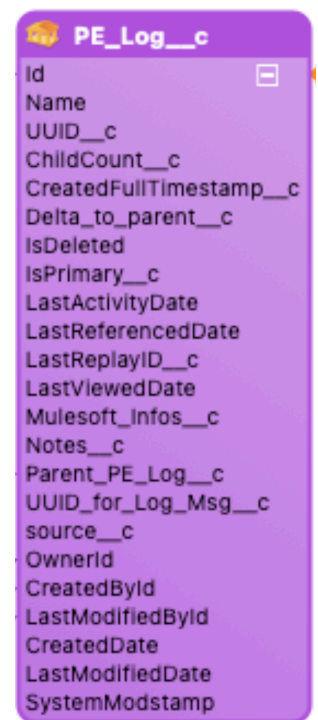 PE_Log__c
Id
Name
UUID__c
ChildCount__c
CreatedFullTimestamp__c
Delta_to_parent__c
IsDeleted
IsPrimary__c
LastActivityDate
LastReferencedDate
LastReplayID__c
LastViewedDate
Mulesoft_Infos__c
Notes__c
Parent_PE_Log__c
UUID_for_Log_Msg__c
source__c
OwnerId
CreatedById
LastModifiedById
CreatedDate
LastModifiedDate
SystemModstamp